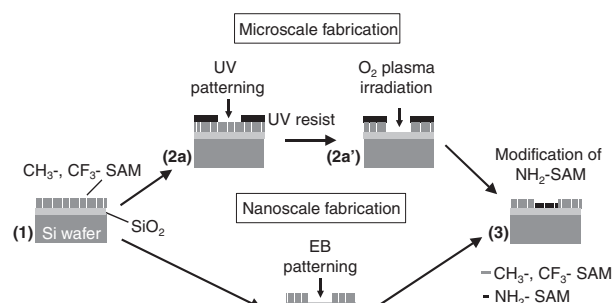 Microscale fabrication
UV
patterning
O₂ plasma
irradiation
UV resist
(2a)
(2a')
CH₃-, CF₃- SAM
Modification of
NH₂-SAM
SiO₂
(1) Si wafer
(3)
Nanoscale fabrication
EB
patterning
CH₃-, CF₃- SAM
NH₂- SAM